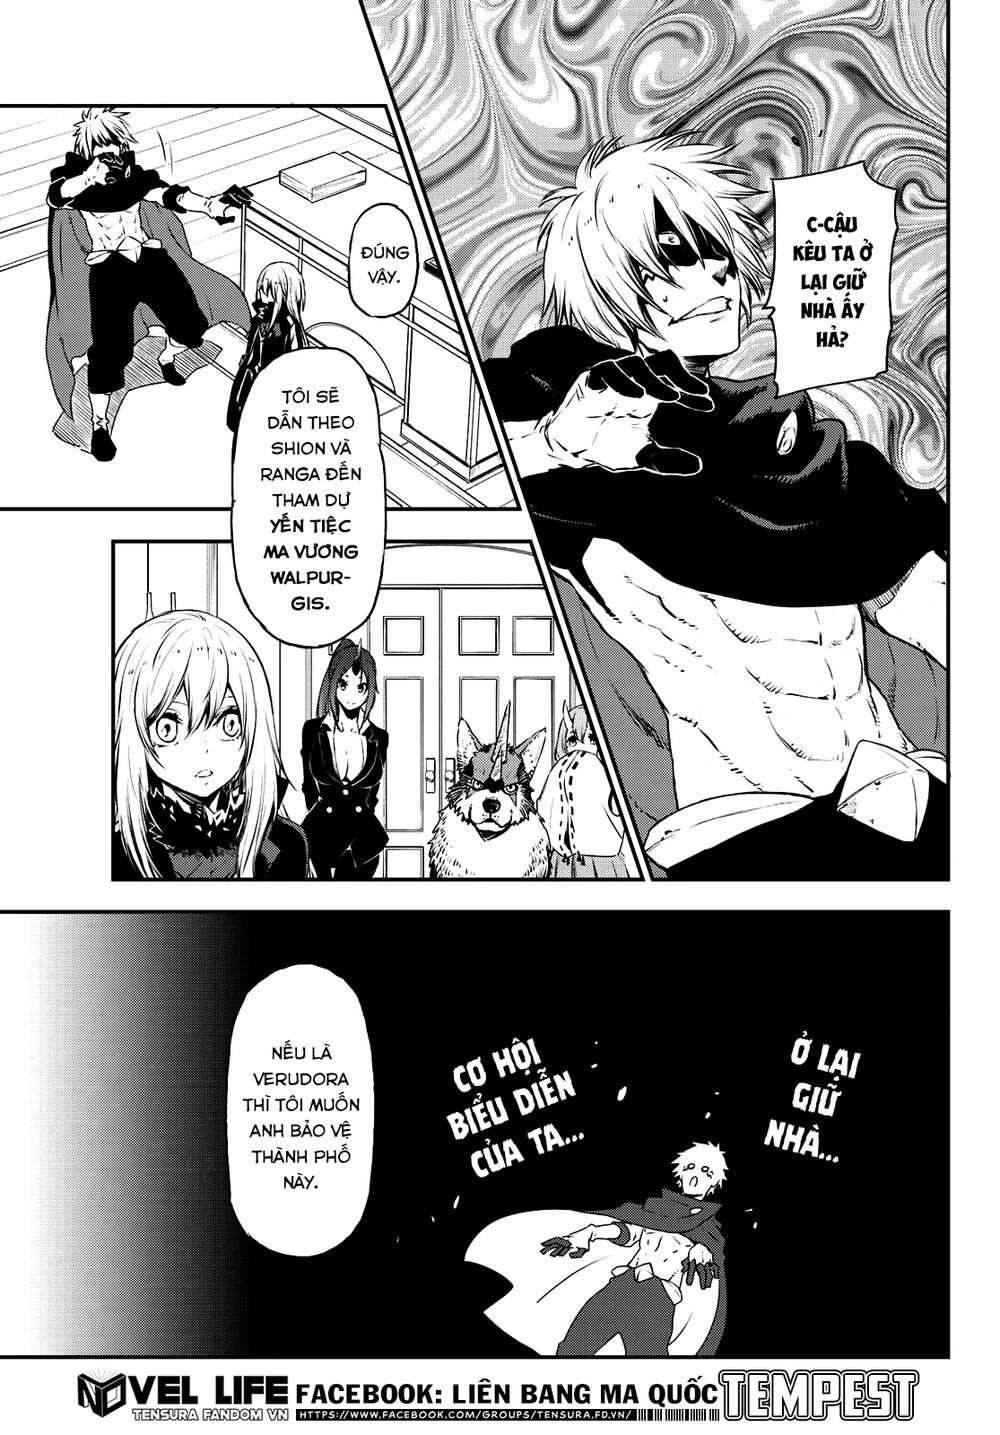 C-CẬU
KÊU TA Ở
LẠI GIỮ
NHÀ ẤY
HẢ?
ĐÚNG
VẬY.
TÔI SẼ
DẪN THEO
SHION VÀ
RANGA ĐẾN
THAM DỰ
YẾN TIỆC
MA VƯƠNG
WALPUR-
GIS.
Ở LẠI
GIỮ
NHÀ...
CƠ HỘI
BIỂU DIỄN
CỦA TA...
NẾU LÀ
VERUDORA
THÌ TÔI MUỐN
ANH BẢO VỆ
THÀNH PHỐ
NÀY.
NOVEL LIFE
TENSURA FANDOM VN
FACEBOOK: LIÊN BANG MA QUỐC TEMPEST
HTTPS://WWW.FACEBOOK.COM/GROUPS/TENSURA.FD.VN/